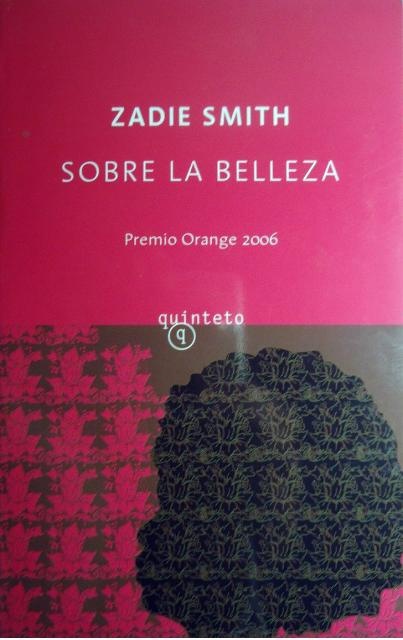 ZADIE SMITH
SOBRE LA BELLEZA
Premio Orange 2006
quinteto
q